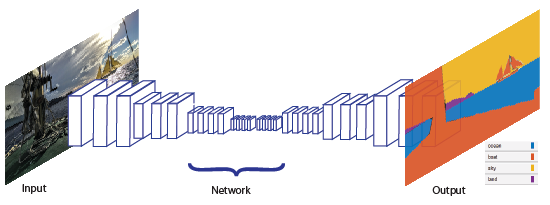 ocean
boat
sky
land
Input
Network
Output